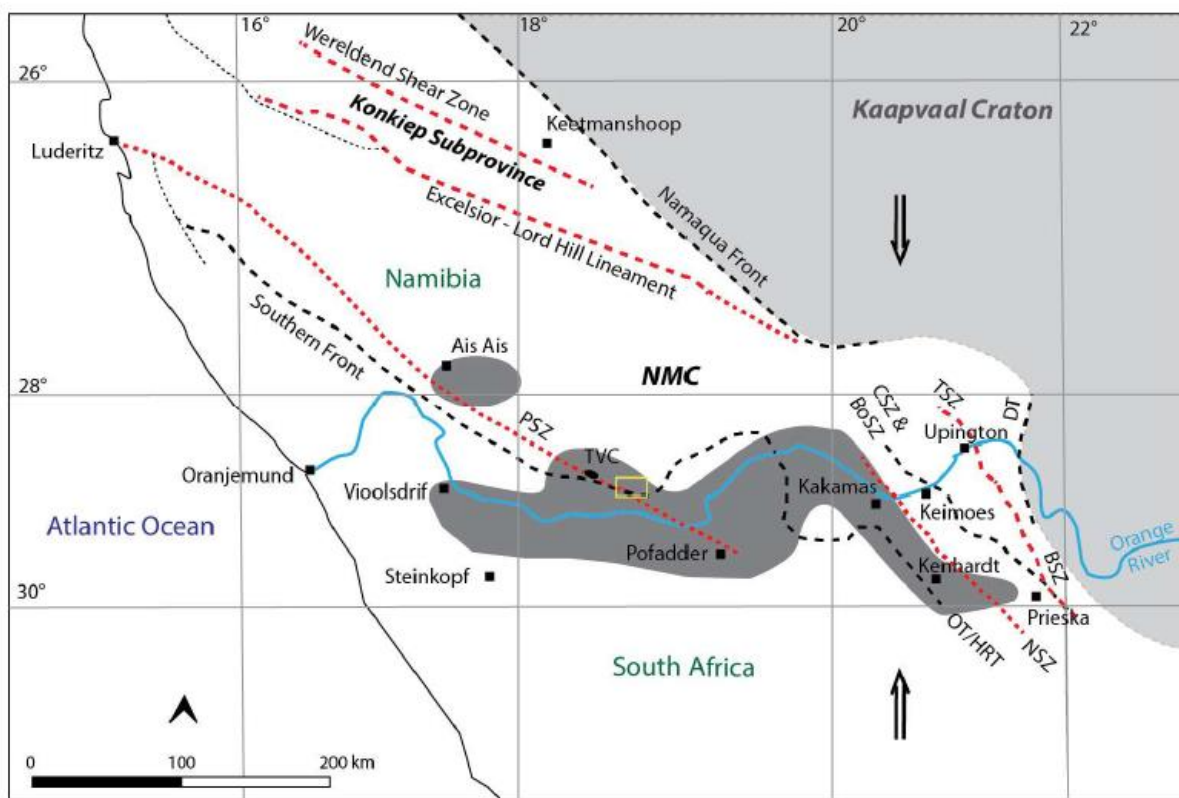 16°
18°
20°
22°
26°
28°
30°
Wereldend Shear Zone
Konkiep Subprovince
Keetmanshoop
Kaapvaal Craton
Luderitz
Excelsior - Lord Hill Lineament
Namaqua Front
Namibia
Southern Front
Ais Ais
NMC
PSZ
TVC
CSZ &
BoSZ
TSZ
DT
Upington
Oranjemund
Vioolsdrif
Kakamas
Keimoes
Atlantic Ocean
Pofadder
Orange
River
Steinkopf
Kenhardt
BSZ
Prieska
OT/HRT
NSZ
South Africa
0
100
200 km